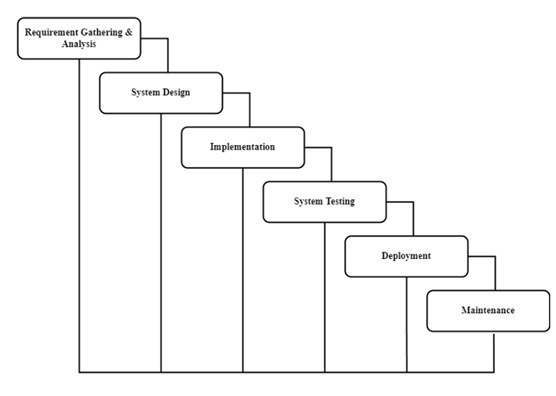 Requirement Gathering &
Analysis
System Design
Implementation
System Testing
Deployment
Maintenance